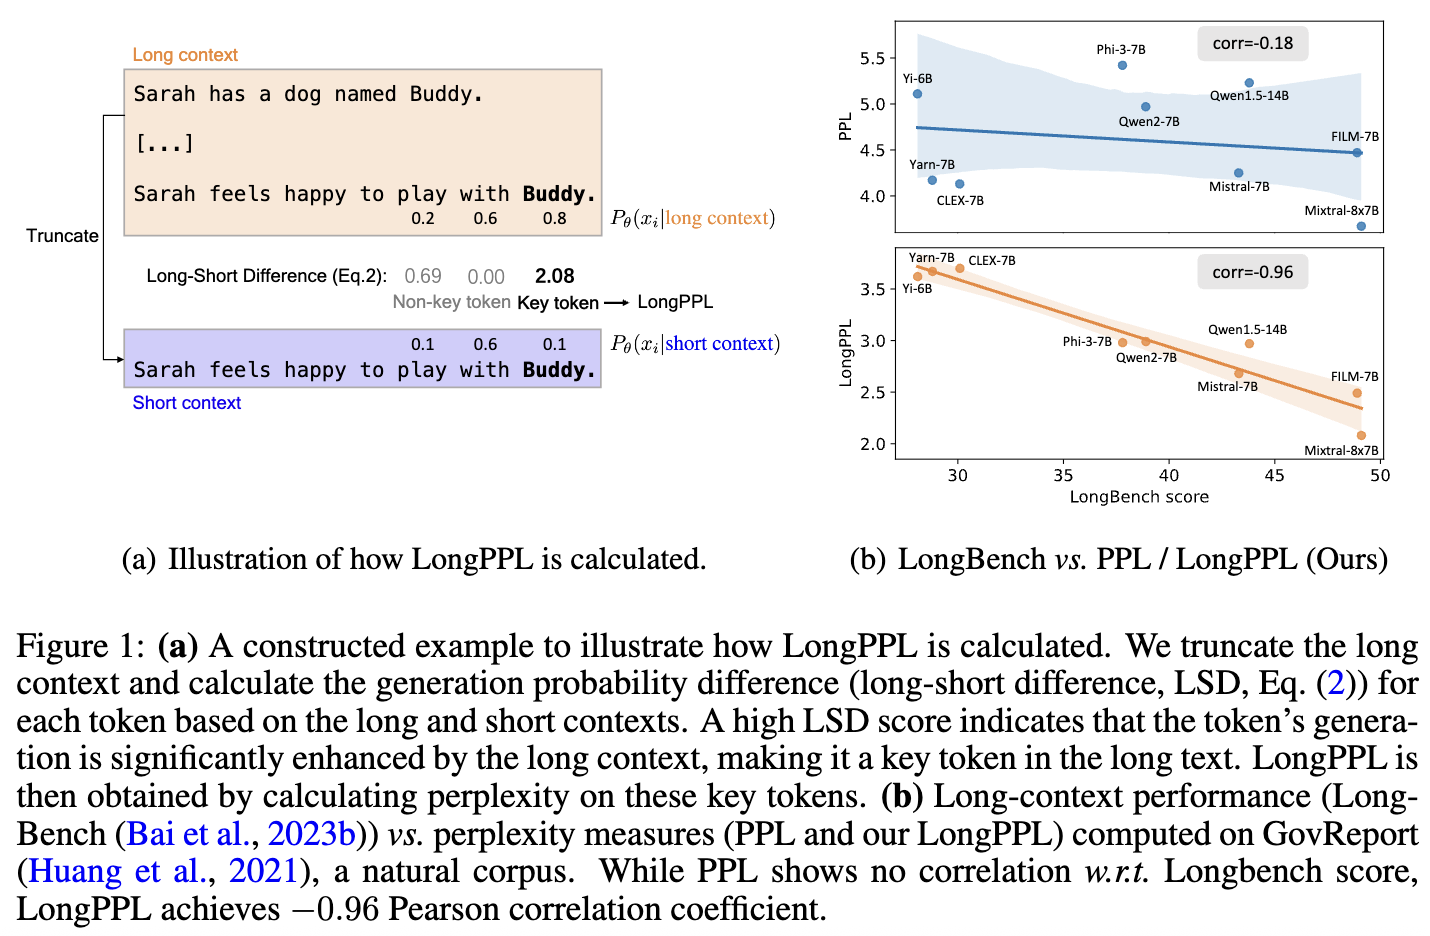 Long context
Sarah has a dog named Buddy.
[...]
Sarah feels happy to play with Buddy.
0.2 0.6 0.8
P_θ(x_i|long context)
Truncate
Long-Short Difference (Eq.2): 0.69 0.00 2.08
Non-key token Key token → LongPPL
0.1 0.6 0.1
P_θ(x_i|short context)
Sarah feels happy to play with Buddy.
Short context
(a) Illustration of how LongPPL is calculated.
corr=-0.18
PPL
5.5
5.0
4.5
4.0
Yi-6B
Phi-3-7B
Qwen1.5-14B
Qwen2-7B
FILM-7B
Yarn-7B
CLEX-7B
Mistral-7B
Mixtral-8x7B
corr=-0.96
LongPPL
3.5
3.0
2.5
2.0
Yarn-7B
CLEX-7B
Yi-6B
Phi-3-7B
Qwen2-7B
Qwen1.5-14B
Mistral-7B
FILM-7B
Mixtral-8x7B
30 35 40 45 50
LongBench score
(b) LongBench vs. PPL / LongPPL (Ours)
Figure 1: (a) A constructed example to illustrate how LongPPL is calculated. We truncate the long
context and calculate the generation probability difference (long-short difference, LSD, Eq. (2)) for
each token based on the long and short contexts. A high LSD score indicates that the token's genera-
tion is significantly enhanced by the long context, making it a key token in the long text. LongPPL is
then obtained by calculating perplexity on these key tokens. (b) Long-context performance (Long-
Bench (Bai et al., 2023b)) vs. perplexity measures (PPL and our LongPPL) computed on GovReport
(Huang et al., 2021), a natural corpus. While PPL shows no correlation w.r.t. Longbench score,
LongPPL achieves −0.96 Pearson correlation coefficient.